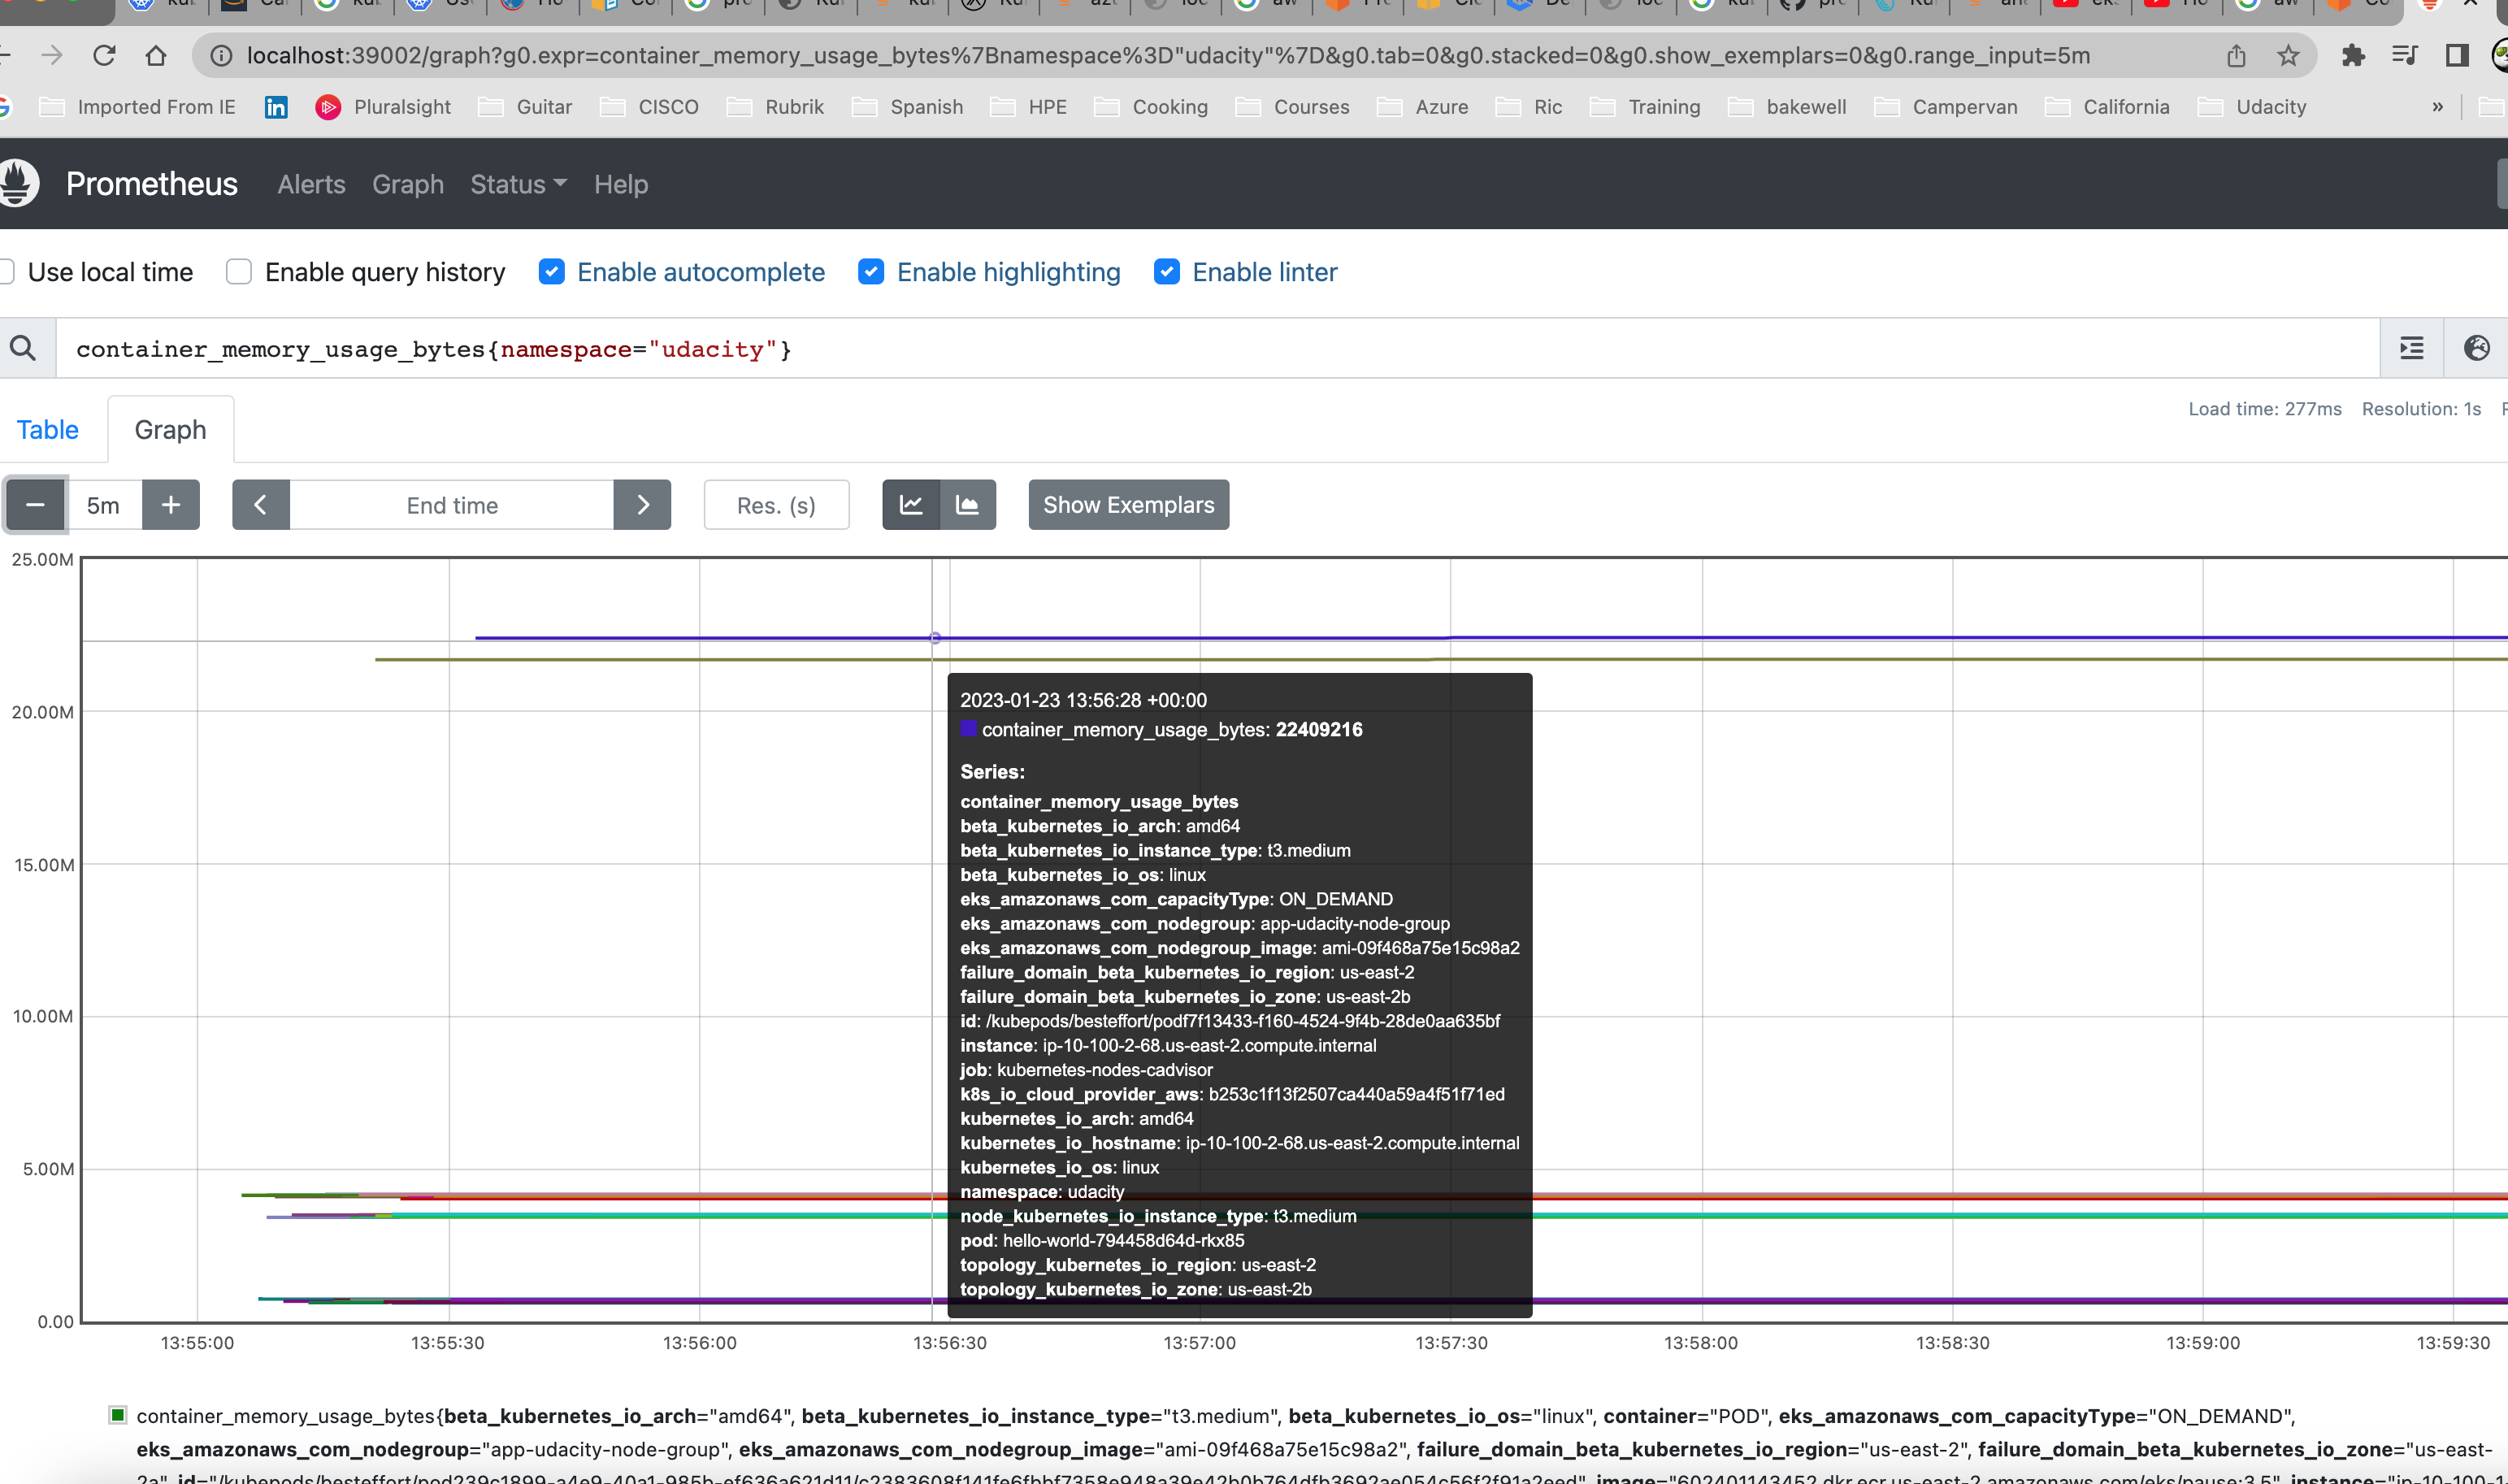 localhost:39002/graph?g0.expr=container_memory_usage_bytes%7Bnamespace%3D"udacity"%7D&g0.tab=0&g0.stacked=0&g0.show_exemplars=0&g0.range_input=5m
Imported From IE Pluralsight Guitar CISCO Rubrik Spanish HPE Cooking Courses Azure Ric Training bakewell Campervan California Udacity »
Prometheus Alerts Graph Status Help
Use local time Enable query history Enable autocomplete Enable highlighting Enable linter
container_memory_usage_bytes{namespace="udacity"}
Table Graph Load time: 277ms Resolution: 1s
− 5m + End time Res. (s) Show Exemplars
25.00M
20.00M
15.00M
10.00M
5.00M
0.00
2023-01-23 13:56:28 +00:00
container_memory_usage_bytes: 22409216
Series:
container_memory_usage_bytes
beta_kubernetes_io_arch: amd64
beta_kubernetes_io_instance_type: t3.medium
beta_kubernetes_io_os: linux
eks_amazonaws_com_capacityType: ON_DEMAND
eks_amazonaws_com_nodegroup: app-udacity-node-group
eks_amazonaws_com_nodegroup_image: ami-09f468a75e15c98a2
failure_domain_beta_kubernetes_io_region: us-east-2
failure_domain_beta_kubernetes_io_zone: us-east-2b
id: /kubepods/besteffort/podf7f13433-f160-4524-9f4b-28de0aa635bf
instance: ip-10-100-2-68.us-east-2.compute.internal
job: kubernetes-nodes-cadvisor
k8s_io_cloud_provider_aws: b253c1f13f2507ca440a59a4f51f71ed
kubernetes_io_arch: amd64
kubernetes_io_hostname: ip-10-100-2-68.us-east-2.compute.internal
kubernetes_io_os: linux
namespace: udacity
node_kubernetes_io_instance_type: t3.medium
pod: hello-world-794458d64d-rkx85
topology_kubernetes_io_region: us-east-2
topology_kubernetes_io_zone: us-east-2b
13:55:00 13:55:30 13:56:00 13:56:30 13:57:00 13:57:30 13:58:00 13:58:30 13:59:00 13:59:30
container_memory_usage_bytes{beta_kubernetes_io_arch="amd64", beta_kubernetes_io_instance_type="t3.medium", beta_kubernetes_io_os="linux", container="POD", eks_amazonaws_com_capacityType="ON_DEMAND",
eks_amazonaws_com_nodegroup="app-udacity-node-group", eks_amazonaws_com_nodegroup_image="ami-09f468a75e15c98a2", failure_domain_beta_kubernetes_io_region="us-east-2", failure_domain_beta_kubernetes_io_zone="us-east-